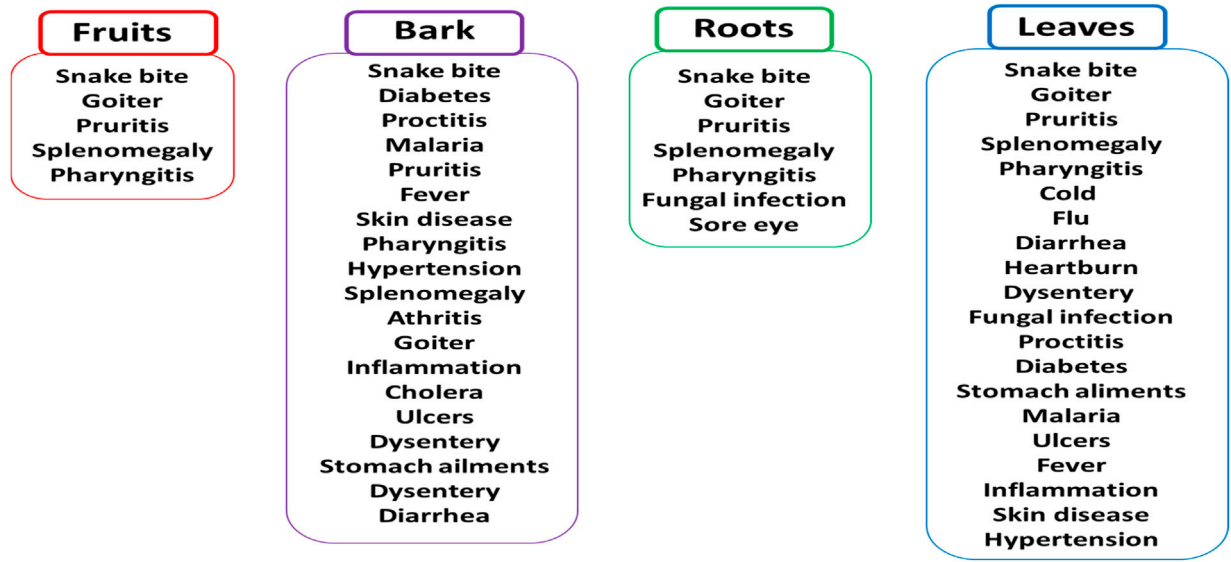 Fruits
Snake bite
Goiter
Pruritis
Splenomegaly
Pharyngitis
Bark
Snake bite
Diabetes
Proctitis
Malaria
Pruritis
Fever
Skin disease
Pharyngitis
Hypertension
Splenomegaly
Athritis
Goiter
Inflammation
Cholera
Ulcers
Dysentery
Stomach ailments
Dysentery
Diarrhea
Roots
Snake bite
Goiter
Pruritis
Splenomegaly
Pharyngitis
Fungal infection
Sore eye
Leaves
Snake bite
Goiter
Pruritis
Splenomegaly
Pharyngitis
Cold
Flu
Diarrhea
Heartburn
Dysentery
Fungal infection
Proctitis
Diabetes
Stomach aliments
Malaria
Ulcers
Fever
Inflammation
Skin disease
Hypertension